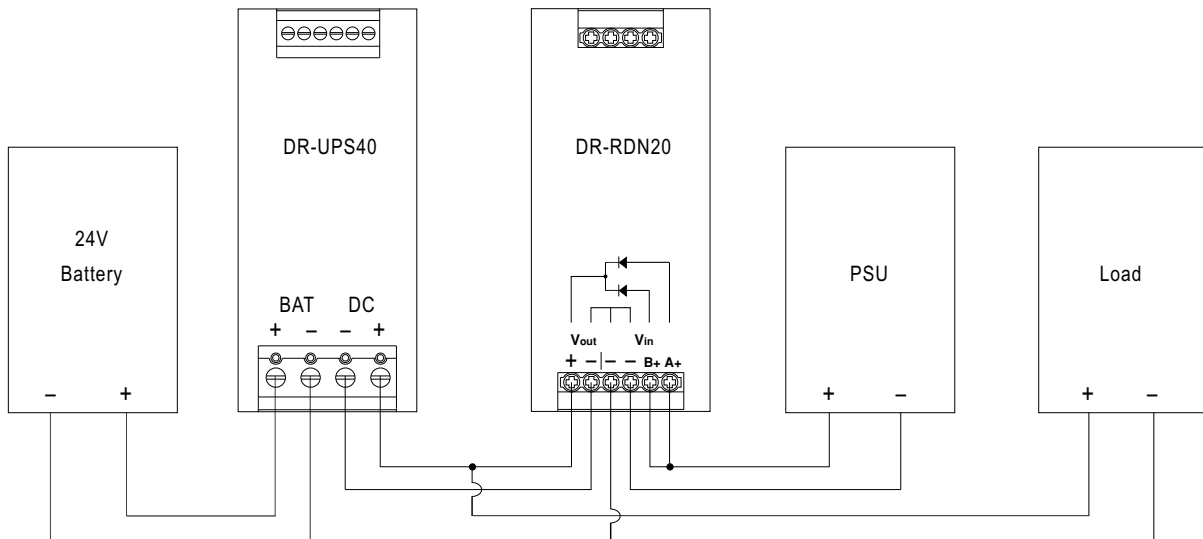 DR-UPS40
DR-RDN20
24V
Battery
PSU
Load
BAT DC
+ − − +
Vout Vin
+ − | − − B+ A+
− +
+ −
+ −